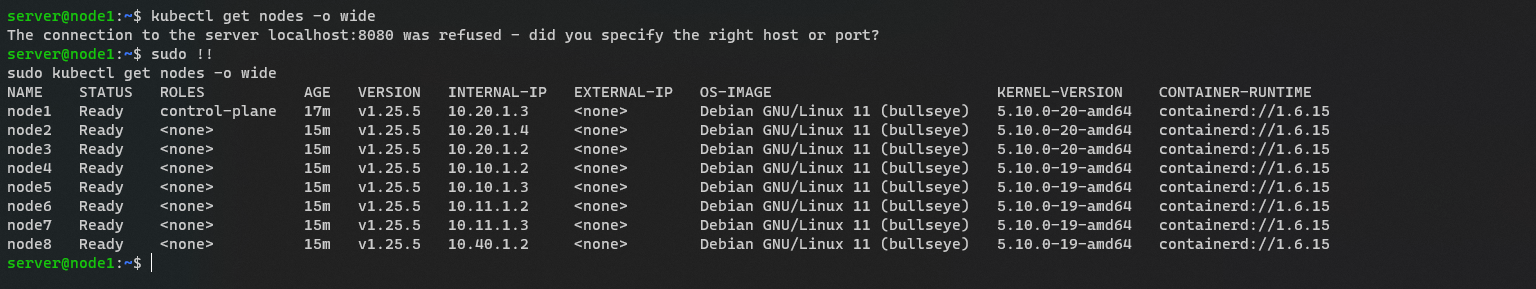 server@node1:~$ kubectl get nodes -o wide
The connection to the server localhost:8080 was refused - did you specify the right host or port?
server@node1:~$ sudo !!
sudo kubectl get nodes -o wide
NAME    STATUS   ROLES           AGE   VERSION   INTERNAL-IP   EXTERNAL-IP   OS-IMAGE                         KERNEL-VERSION    CONTAINER-RUNTIME
node1   Ready    control-plane   17m   v1.25.5   10.20.1.3     <none>        Debian GNU/Linux 11 (bullseye)   5.10.0-20-amd64   containerd://1.6.15
node2   Ready    <none>          15m   v1.25.5   10.20.1.4     <none>        Debian GNU/Linux 11 (bullseye)   5.10.0-20-amd64   containerd://1.6.15
node3   Ready    <none>          15m   v1.25.5   10.20.1.2     <none>        Debian GNU/Linux 11 (bullseye)   5.10.0-20-amd64   containerd://1.6.15
node4   Ready    <none>          15m   v1.25.5   10.10.1.2     <none>        Debian GNU/Linux 11 (bullseye)   5.10.0-19-amd64   containerd://1.6.15
node5   Ready    <none>          15m   v1.25.5   10.10.1.3     <none>        Debian GNU/Linux 11 (bullseye)   5.10.0-19-amd64   containerd://1.6.15
node6   Ready    <none>          15m   v1.25.5   10.11.1.2     <none>        Debian GNU/Linux 11 (bullseye)   5.10.0-19-amd64   containerd://1.6.15
node7   Ready    <none>          15m   v1.25.5   10.11.1.3     <none>        Debian GNU/Linux 11 (bullseye)   5.10.0-19-amd64   containerd://1.6.15
node8   Ready    <none>          15m   v1.25.5   10.40.1.2     <none>        Debian GNU/Linux 11 (bullseye)   5.10.0-19-amd64   containerd://1.6.15
server@node1:~$